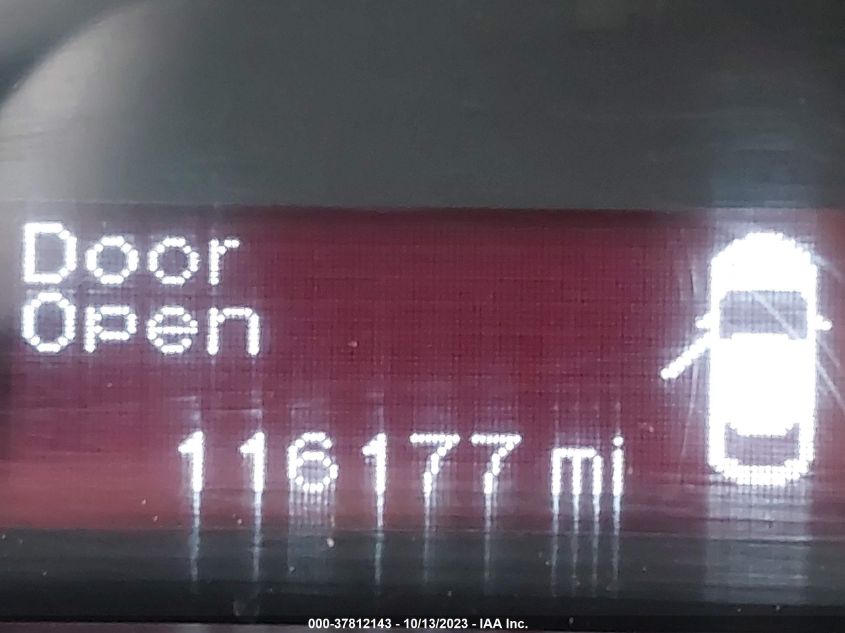 Door
Open
116177 mi
000-37812143 - 10/13/2023 - IAA Inc.